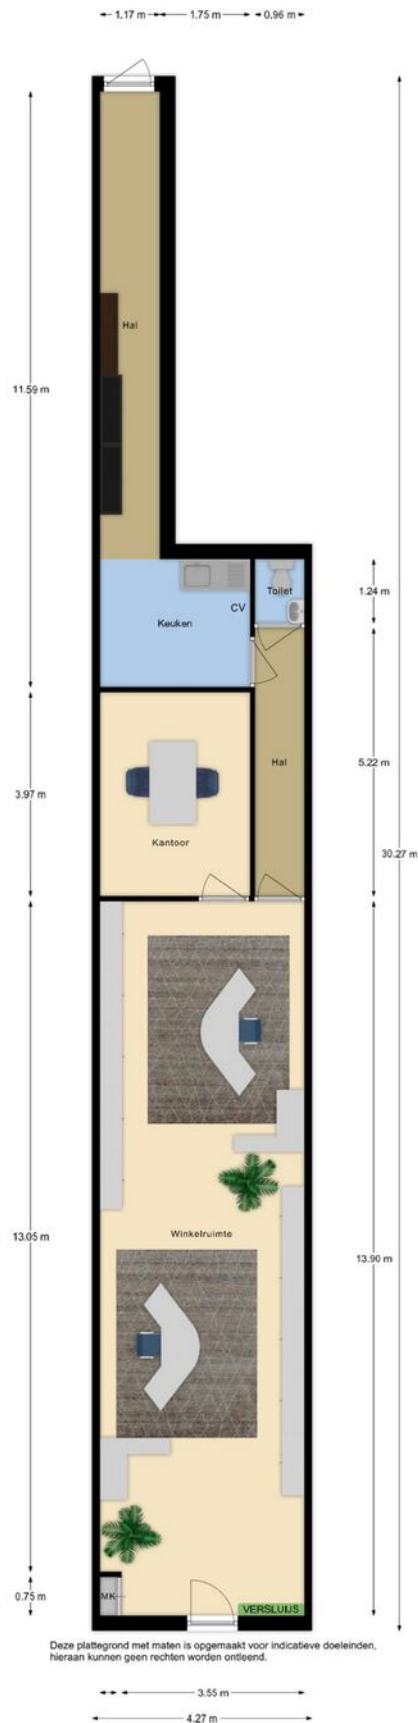 1.17 m 1.75 m 0.96 m
Hal
11.59 m
Toilet
1.24 m
CV
Keuken
Hal
5.22 m
3.97 m
Kantoor
30.27 m
Winkelruimte
13.05 m
13.90 m
0.75 m
MK
VERSLUIJS
Deze plattegrond met maten is opgemaakt voor indicatieve doeleinden,
hieraan kunnen geen rechten worden ontleend.
3.55 m
4.27 m